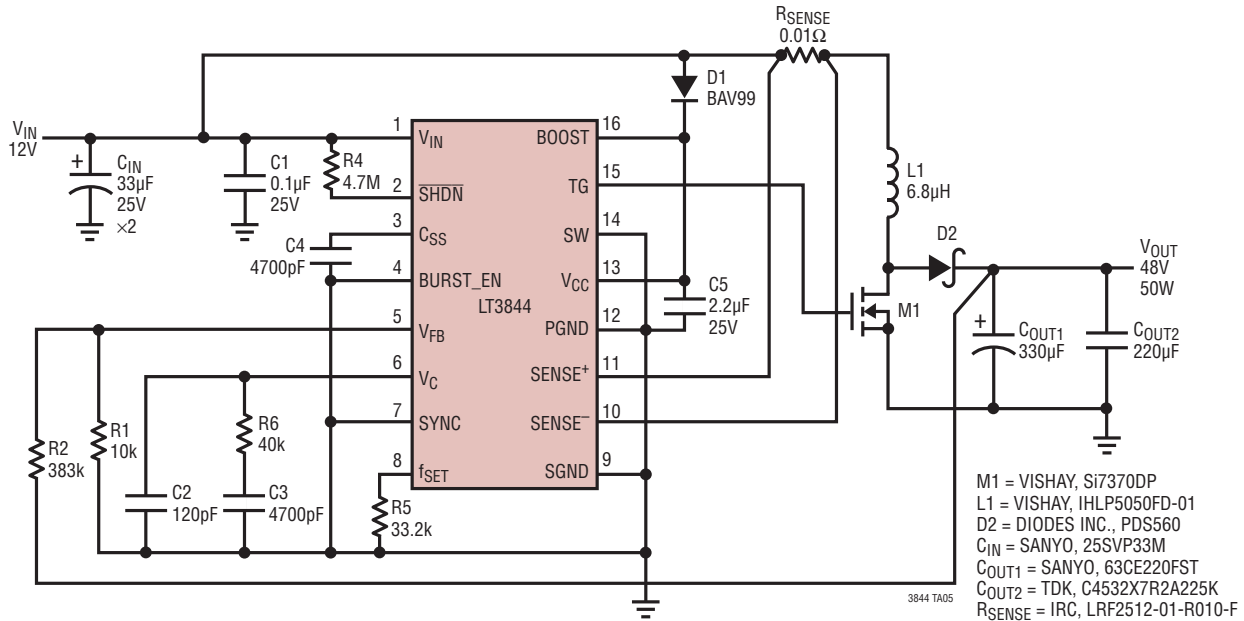 RSENSE
0.01Ω
D1
BAV99
VIN
12V
+
CIN
33µF
25V
×2
C1
0.1µF
25V
R4
4.7M
1
VIN
2
SHDN
3
CSS
4
BURST_EN
5
VFB
6
VC
7
SYNC
8
fSET
LT3844
BOOST
16
TG
15
SW
14
VCC
13
PGND
12
SENSE+
11
SENSE–
10
SGND
9
C4
4700pF
C5
2.2µF
25V
L1
6.8µH
D2
M1
VOUT
48V
50W
+
COUT1
330µF
COUT2
220µF
R2
383k
R1
10k
R6
40k
C2
120pF
C3
4700pF
R5
33.2k
M1 = VISHAY, Si7370DP
L1 = VISHAY, IHLP5050FD-01
D2 = DIODES INC., PDS560
CIN = SANYO, 25SVP33M
COUT1 = SANYO, 63CE220FST
COUT2 = TDK, C4532X7R2A225K
RSENSE = IRC, LRF2512-01-R010-F
3844 TA05